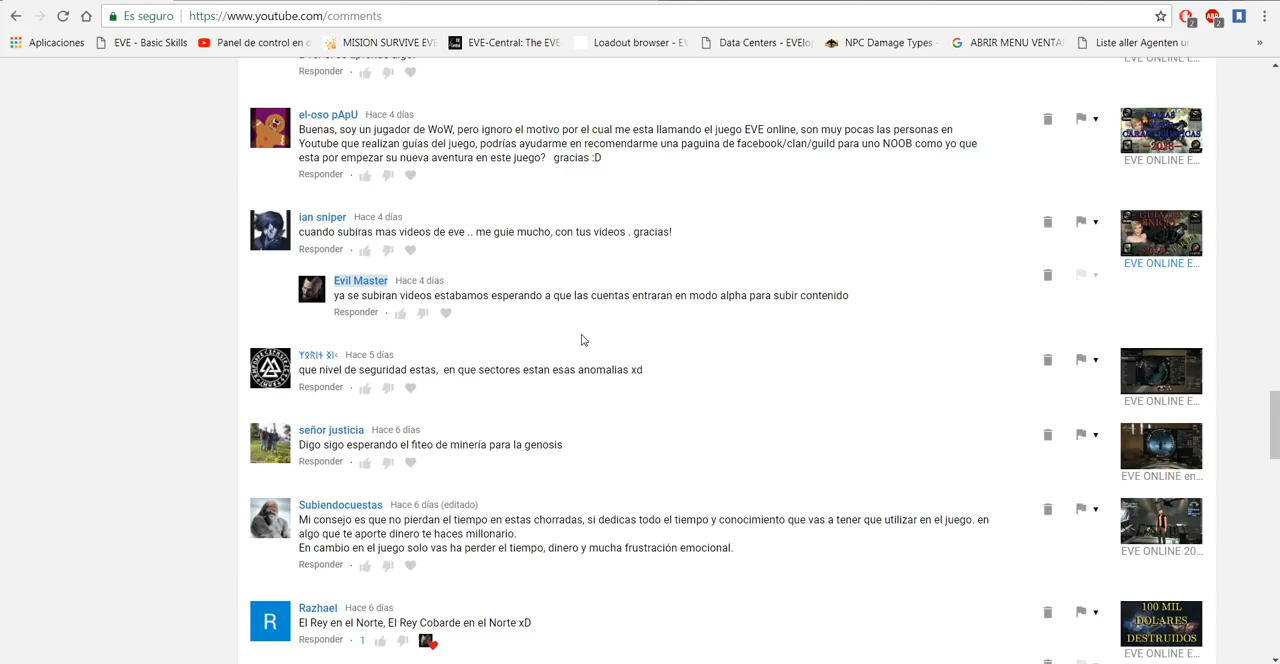 Es seguro | https://www.youtube.com/comments
2 ABP 2
Aplicaciones EVE - Basic Skills Panel de control en MISION SURVIVE EVE EVE-Central: The EVE Loadout browser - EV Data Centers - EVElop NPC Damage Types - ABRIR MENU VENTA Liste aller Agenten un »
Responder · EVE ONLINE E...
el-oso pApU Hace 4 días
Buenas, soy un jugador de WoW, pero ignoro el motivo por el cual me esta llamando el juego EVE online, son muy pocas las personas en
Youtube que realizan guías del juego. Podrías ayudarme en recomendarme una paguina de facebook/clan/guild para uno NOOB como yo que
esta por empezar su nueva aventura en este juego? gracias :D
Responder ·
CARACTERISTICAS
2018
EVE ONLINE E...
ian sniper Hace 4 días
cuando subiras mas videos de eve .. me guie mucho, con tus videos . gracias!
Responder ·
EVE ONLINE E...
Evil Master Hace 4 días
ya se subiran videos estabamos esperando a que las cuentas entraran en modo alpha para subir contenido
Responder ·
ᛉᛟᚱᛁᚾ Hace 5 días
que nivel de seguridad estas, en que sectores estan esas anomalias xd
Responder ·
EVE ONLINE E...
señor justicia Hace 6 días
Digo sigo esperando el fiteo de mineria para la genosis
Responder ·
EVE ONLINE en...
Subiendocuestas Hace 6 días (editado)
Mi consejo es que no pierdan el tiempo en estas chorradas, si dedicas todo el tiempo y conocimiento que vas a tener que utilizar en el juego. en
algo que te aporte dinero te haces millonario.
En cambio en el juego solo vas ha perder el tiempo, dinero y mucha frustración emocional.
Responder ·
EVE ONLINE 20...
R
Razhael Hace 6 días
El Rey en el Norte, El Rey Cobarde en el Norte xD
Responder · 1
100 MIL
DOLARES
DESTRUIDOS
EVE ONLINE E...